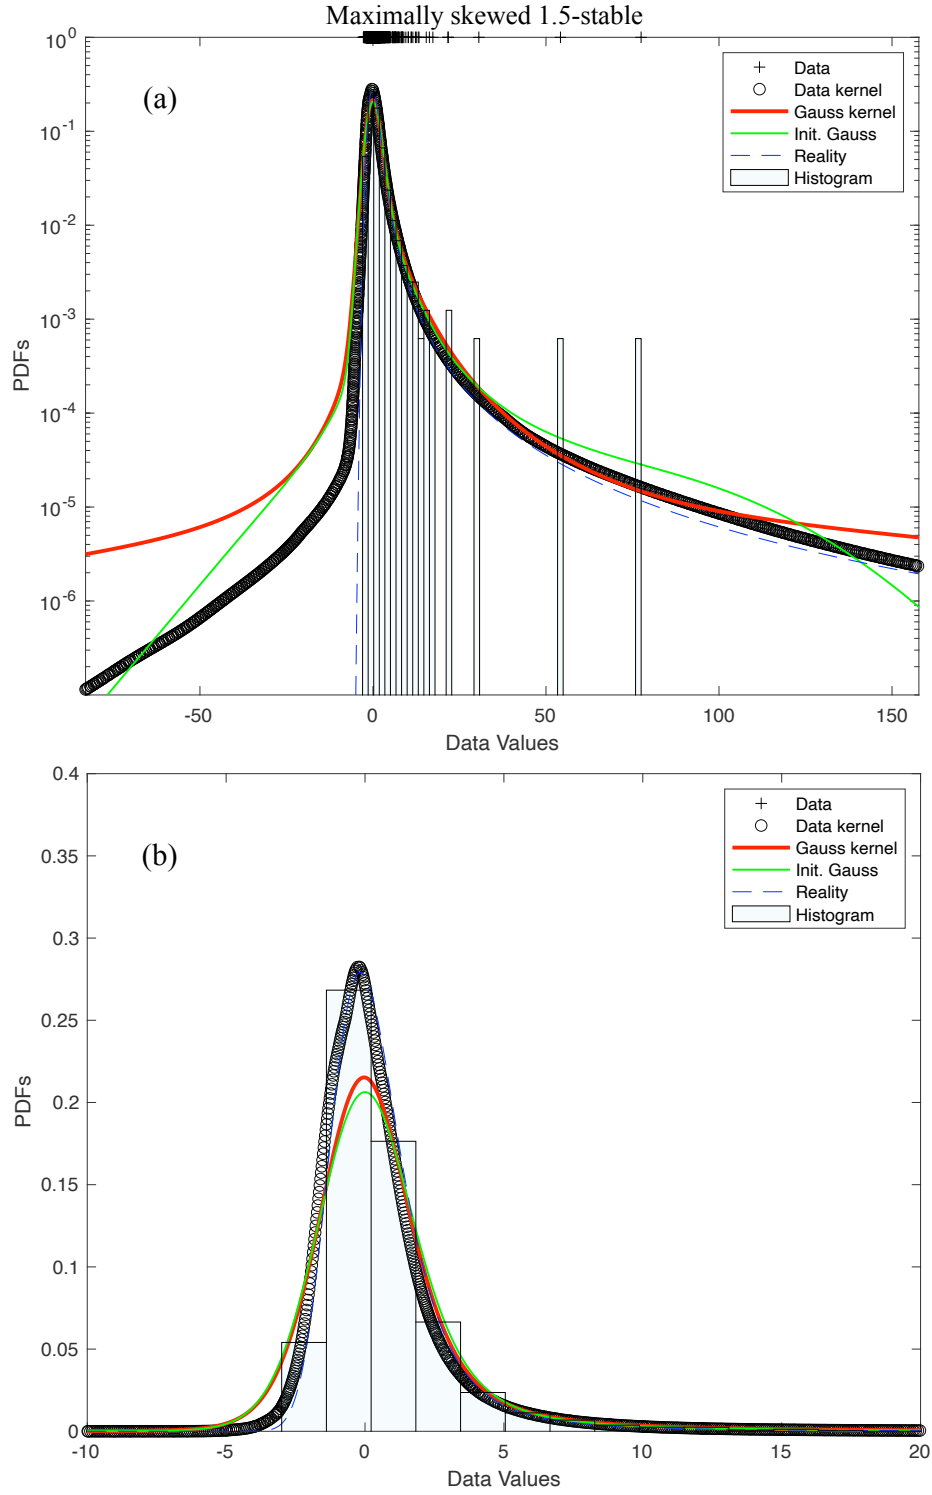 Maximally skewed 1.5-stable
(a)
PDFs
10^0
10^-1
10^-2
10^-3
10^-4
10^-5
10^-6
-50
0
50
100
150
Data Values
Data
Data kernel
Gauss kernel
Init. Gauss
Reality
Histogram
(b)
PDFs
0.4
0.35
0.3
0.25
0.2
0.15
0.1
0.05
0
-10
-5
0
5
10
15
20
Data Values
Data
Data kernel
Gauss kernel
Init. Gauss
Reality
Histogram